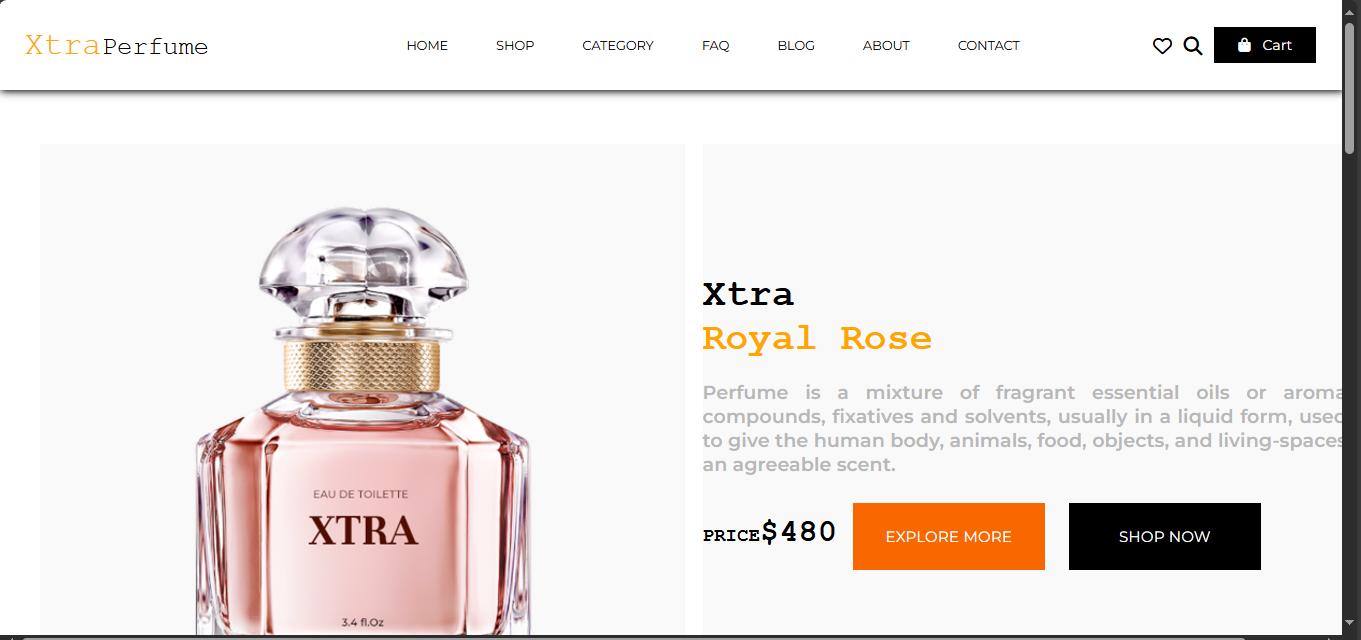 XtraPerfume
HOME SHOP CATEGORY FAQ BLOG ABOUT CONTACT
Cart
EAU DE TOILETTE
XTRA
3.4 fl.Oz
Xtra
Royal Rose
Perfume is a mixture of fragrant essential oils or aroma
compounds, fixatives and solvents, usually in a liquid form, used
to give the human body, animals, food, objects, and living-spaces
an agreeable scent.
PRICE$480
EXPLORE MORE
SHOP NOW